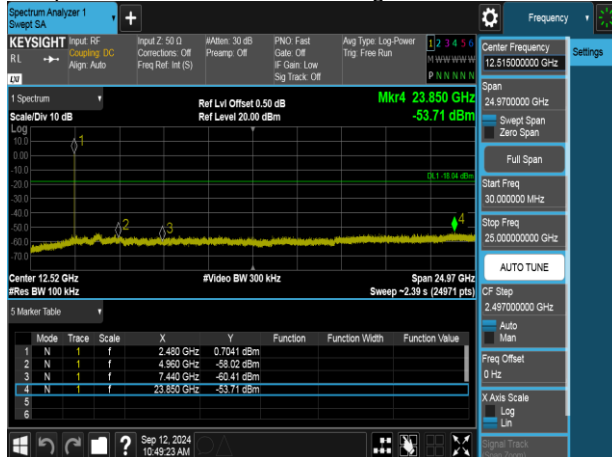 Spectrum Analyzer 1
Swept SA
+
Frequency
KEYSIGHT
RL
Input: RF
Coupling: DC
Align: Auto
Input Z: 50 Ω
Corrections: Off
Freq Ref: Int (S)
#Atten: 30 dB
Preamp: Off
PNO: Fast
Gate: Off
IF Gain: Low
Sig Track: Off
Avg Type: Log-Power
Trig: Free Run
1 2 3 4 5 6
M W W W W W
P N N N N N
LXI
1 Spectrum
Scale/Div 10 dB
Ref Lvl Offset 0.50 dB
Ref Level 20.00 dBm
Mkr4 23.850 GHz
-53.71 dBm
Log
10.0
0.00
-10.0
-20.0
-30.0
-40.0
-50.0
-60.0
-70.0
1
2
3
4
DL1 -18.04 dBm
Center 12.52 GHz
#Res BW 100 kHz
#Video BW 300 kHz
Span 24.97 GHz
Sweep ~2.39 s (24971 pts)
5 Marker Table
Mode Trace Scale X Y Function Function Width Function Value
1 N 1 f 2.480 GHz 0.7041 dBm
2 N 1 f 4.960 GHz -58.02 dBm
3 N 1 f 7.440 GHz -60.41 dBm
4 N 1 f 23.850 GHz -53.71 dBm
5
6
?
Sep 12, 2024
10:49:23 AM
Center Frequency
12.515000000 GHz
Settings
Span
24.9700000 GHz
Swept Span
Zero Span
Full Span
Start Freq
30.000000 MHz
Stop Freq
25.000000000 GHz
AUTO TUNE
CF Step
2.497000000 GHz
Auto
Man
Freq Offset
0 Hz
X Axis Scale
Log
Lin
Signal Track
(Span Zoom)